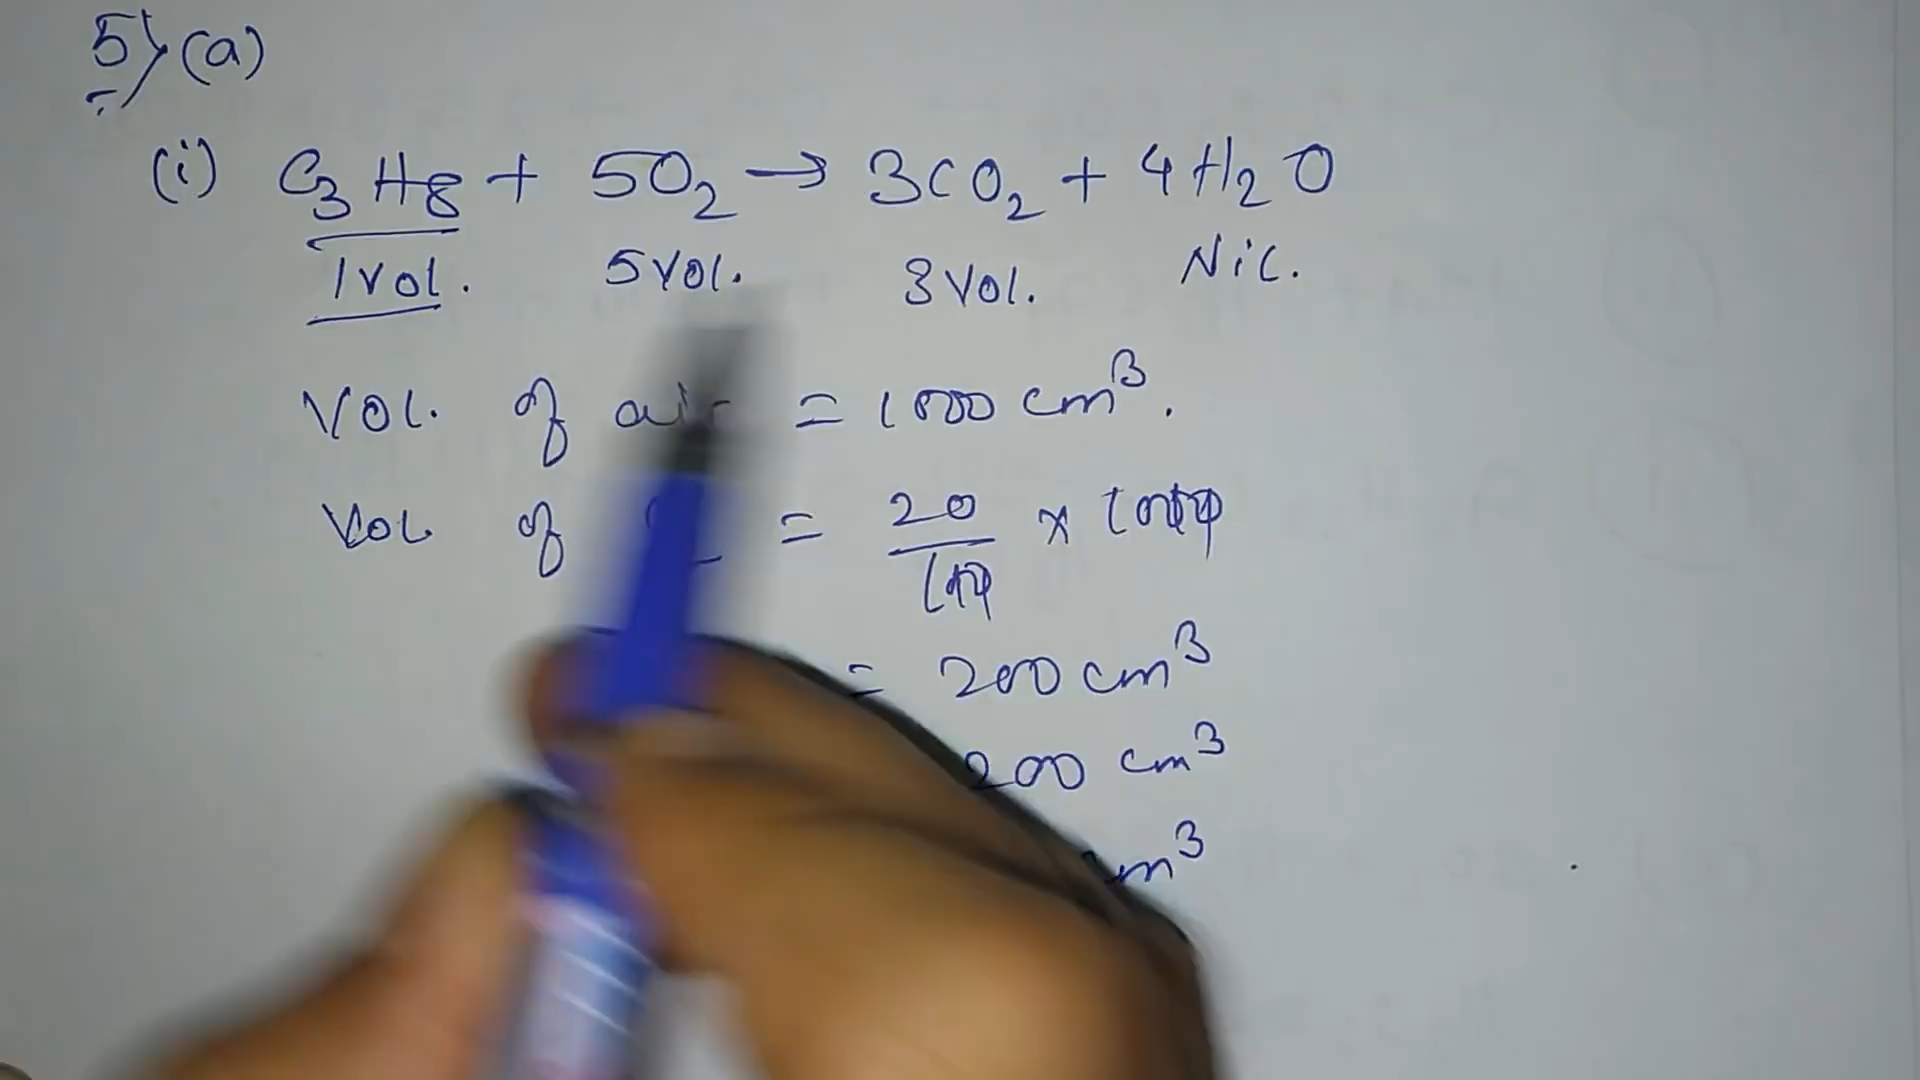 5) (a)
(i) C3H8 + 5O2 → 3CO2 + 4H2O
1 vol. 5 vol. 3 vol. Nil.
Vol. of air = 1000 cm³.
Vol. of = 20/100 × 1000
= 200 cm³
200 cm³
cm³